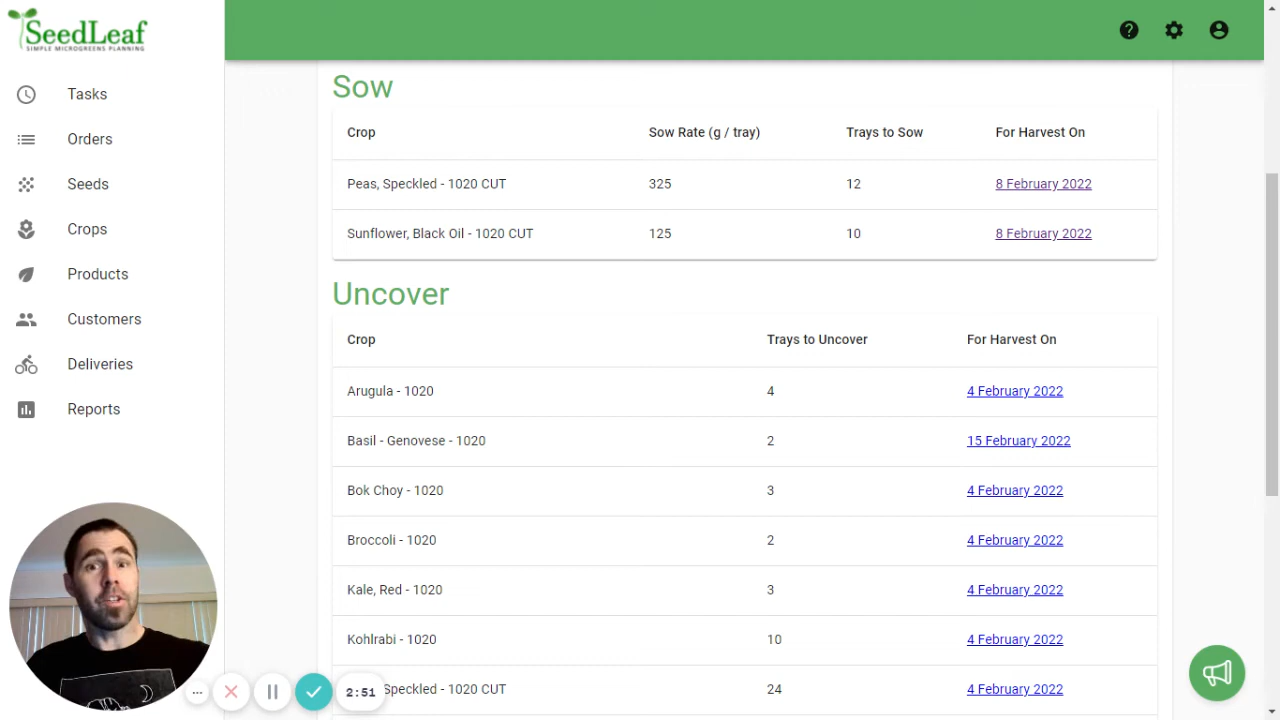 SeedLeaf
SIMPLE MICROGREENS PLANNING
Tasks
Orders
Seeds
Crops
Products
Customers
Deliveries
Reports
Sow
Crop Sow Rate (g / tray) Trays to Sow For Harvest On
Peas, Speckled - 1020 CUT 325 12 8 February 2022
Sunflower, Black Oil - 1020 CUT 125 10 8 February 2022
Uncover
Crop Trays to Uncover For Harvest On
Arugula - 1020 4 4 February 2022
Basil - Genovese - 1020 2 15 February 2022
Bok Choy - 1020 3 4 February 2022
Broccoli - 1020 2 4 February 2022
Kale, Red - 1020 3 4 February 2022
Kohlrabi - 1020 10 4 February 2022
Speckled - 1020 CUT 24 4 February 2022
2:51